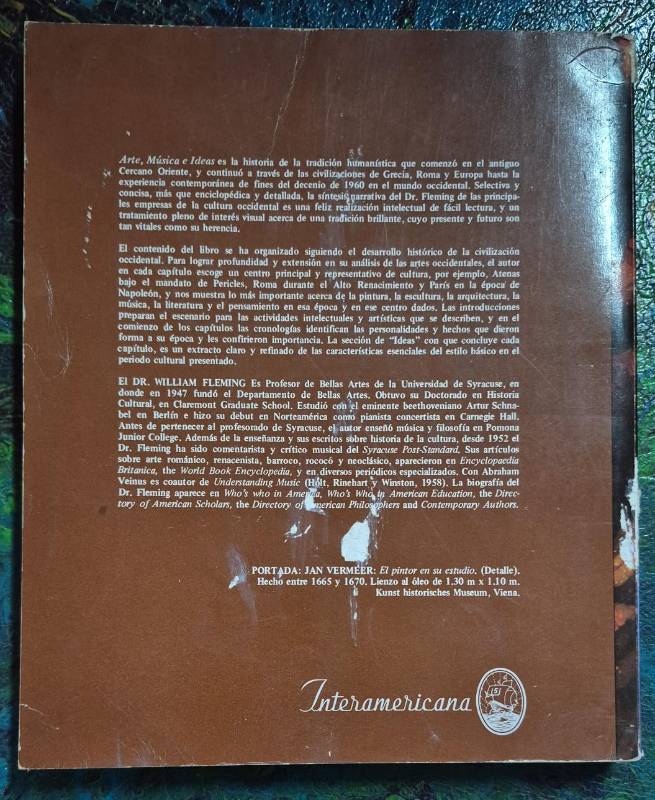 Arte, Música e Ideas es la historia de la tradición humanística que comenzó en el antiguo
Cercano Oriente, y continuó a través de las civilizaciones de Grecia, Roma y Europa hasta la
experiencia contemporánea de fines del decenio de 1960 en el mundo occidental. Selectiva y
concisa, más que enciclopédica y detallada, la síntesis narrativa del Dr. Fleming de las principa-
les empresas de la cultura occidental es una feliz realización intelectual de fácil lectura, y un
tratamiento pleno de interés visual acerca de una tradición brillante, cuyo presente y futuro son
tan vitales como su herencia.
El contenido del libro se ha organizado siguiendo el desarrollo histórico de la civilización
occidental. Para lograr profundidad y extensión en su análisis de las artes occidentales, el autor
en cada capítulo escoge un centro principal y representativo de cultura, por ejemplo, Atenas
bajo el mandato de Pericles, Roma durante el Alto Renacimiento y París en la época de
Napoleón, y nos muestra lo más importante acerca de la pintura, la escultura, la arquitectura, la
música, la literatura y el pensamiento en esa época y en ese centro dados. Las introducciones
preparan el escenario para las actividades intelectuales y artísticas que se describen, y en el
comienzo de los capítulos las cronologías identifican las personalidades y hechos que dieron
forma a su época y les confirieron importancia. La sección de "Ideas" con que concluye cada
capítulo, es un extracto claro y refinado de las características esenciales del estilo básico en el
periodo cultural presentado.
El DR. WILLIAM FLEMING Es Profesor de Bellas Artes de la Universidad de Syracuse, en
donde en 1947 fundó el Departamento de Bellas Artes. Obtuvo su Doctorado en Historia
Cultural, en Claremont Graduate School. Estudió con el eminente beethoveniano Artur Schna-
bel en Berlín e hizo su debut en Norteamérica como pianista concertista en Carnegie Hall.
Antes de pertenecer al profesorado de Syracuse, el autor enseñó música y filosofía en Pomona
Junior College. Además de la enseñanza y sus escritos sobre historia de la cultura, desde 1952 el
Dr. Fleming ha sido comentarista y crítico musical del Syracuse Post-Standard. Sus artículos
sobre arte románico, renacenista, barroco, rococó y neoclásico, aparecieron en Encyclopaedia
Britanica, the World Book Encyclopedia, y en diversos periódicos especializados. Con Abraham
Veinus es coautor de Understanding Music (Holt, Rinehart y Winston, 1958). La biografía del
Dr. Fleming aparece en Who's who in America, Who's Who in American Education, the Direc-
tory of American Scholars, the Directory of American Philosophers and Contemporary Authors.
PORTADA: JAN VERMEER: El pintor en su estudio. (Detalle).
Hecho entre 1665 y 1670. Lienzo al óleo de 1.30 m x 1.10 m.
Kunst historisches Museum, Viena.
Interamericana